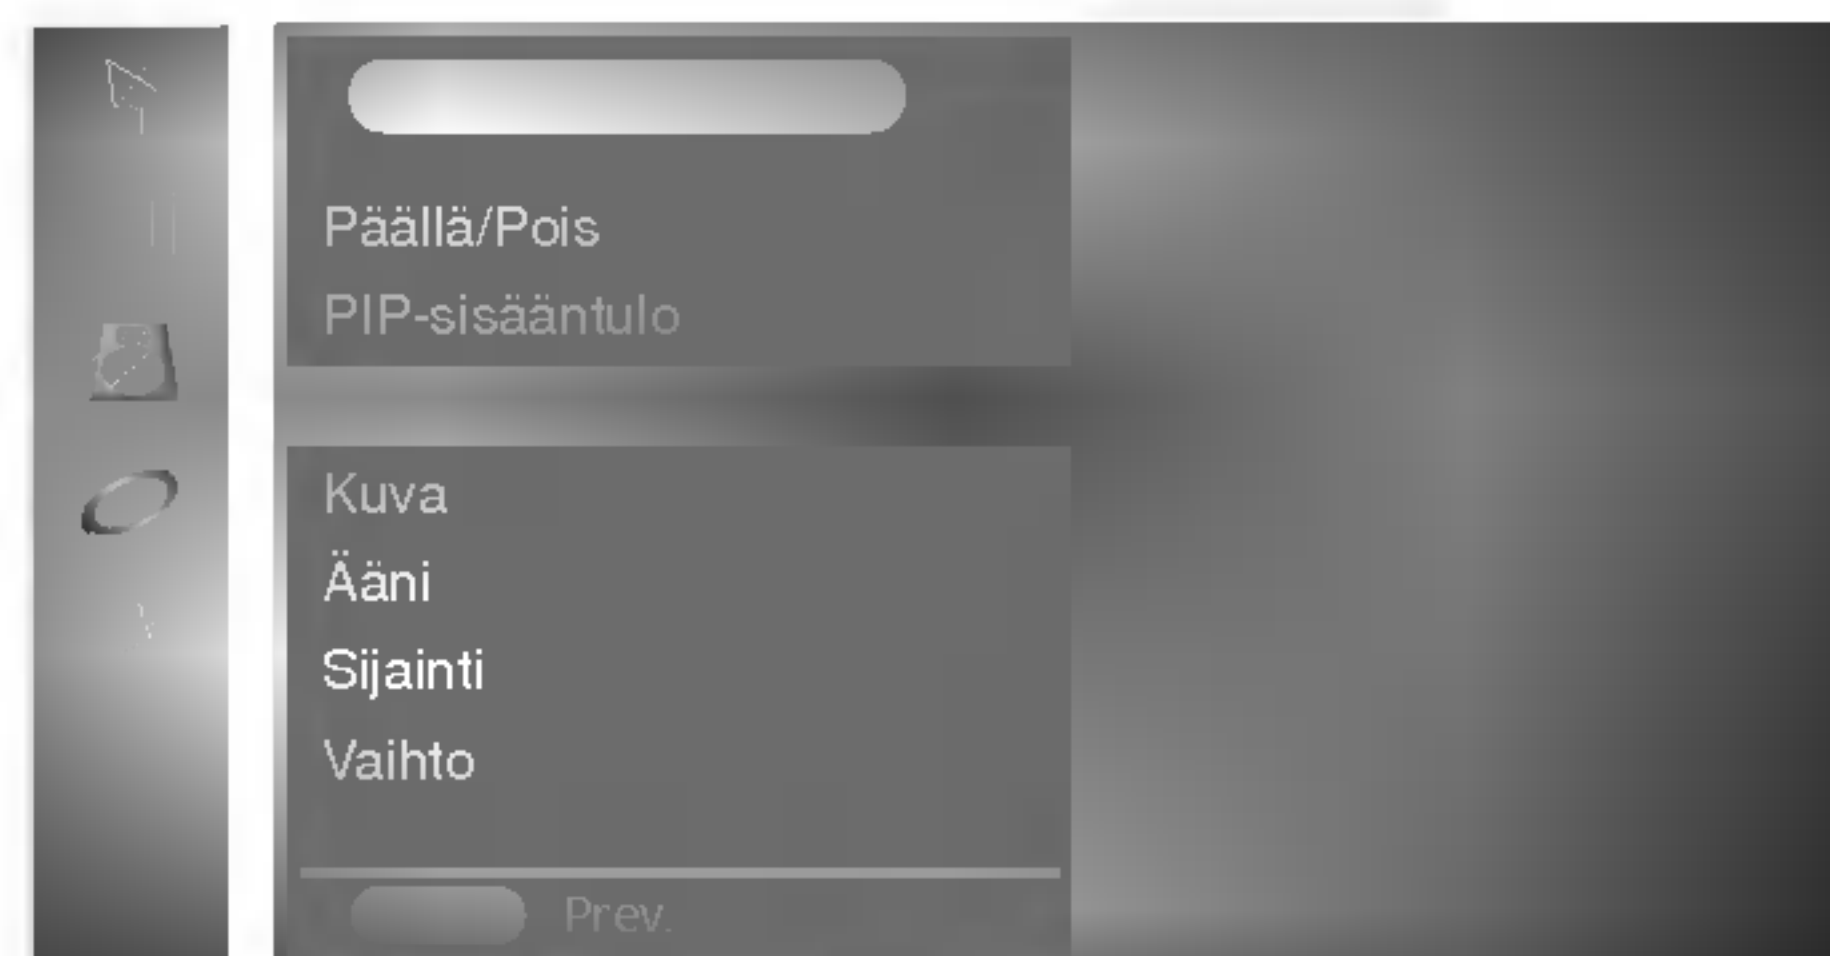 Päällä/Pois
PIP-sisääntulo
Kuva
Ääni
Sijainti
Vaihto
Prev.